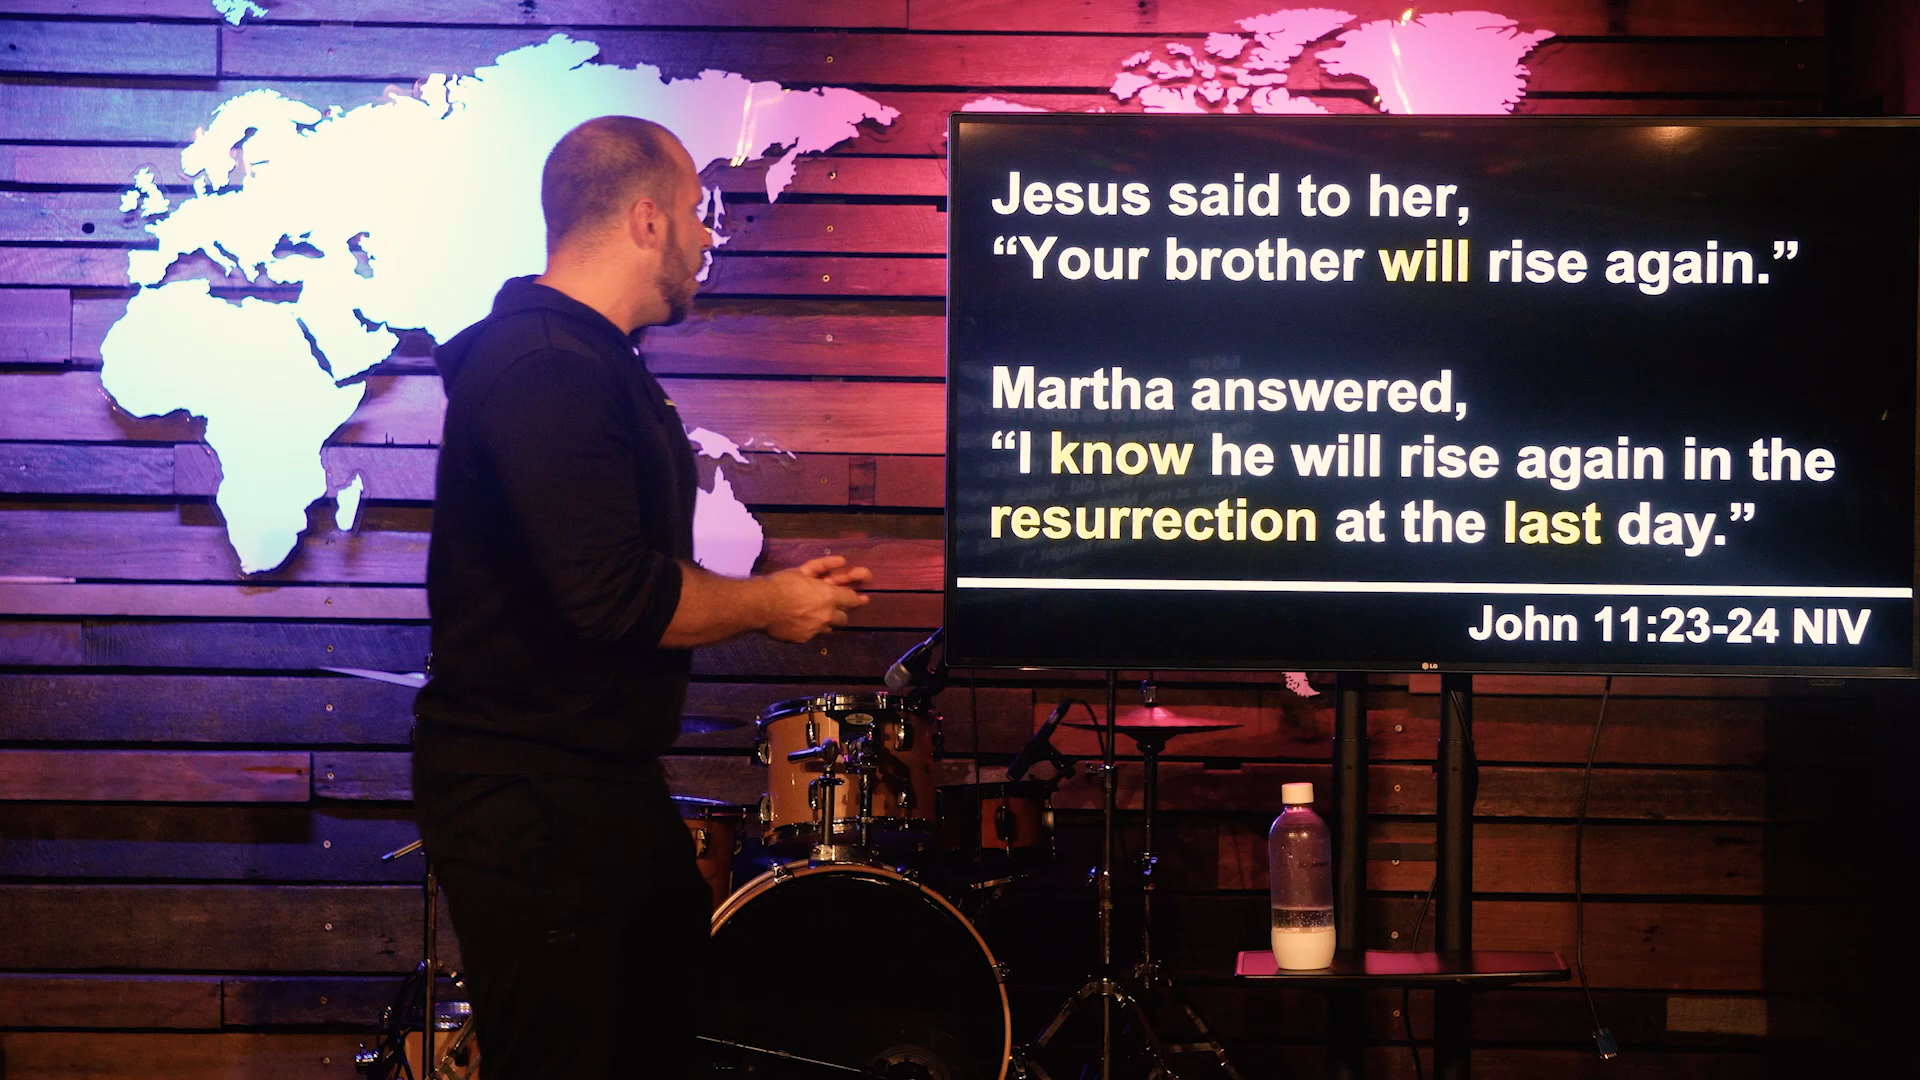 Jesus said to her,
“Your brother will rise again.”
Martha answered,
“I know he will rise again in the
resurrection at the last day.”
John 11:23-24 NIV
LG